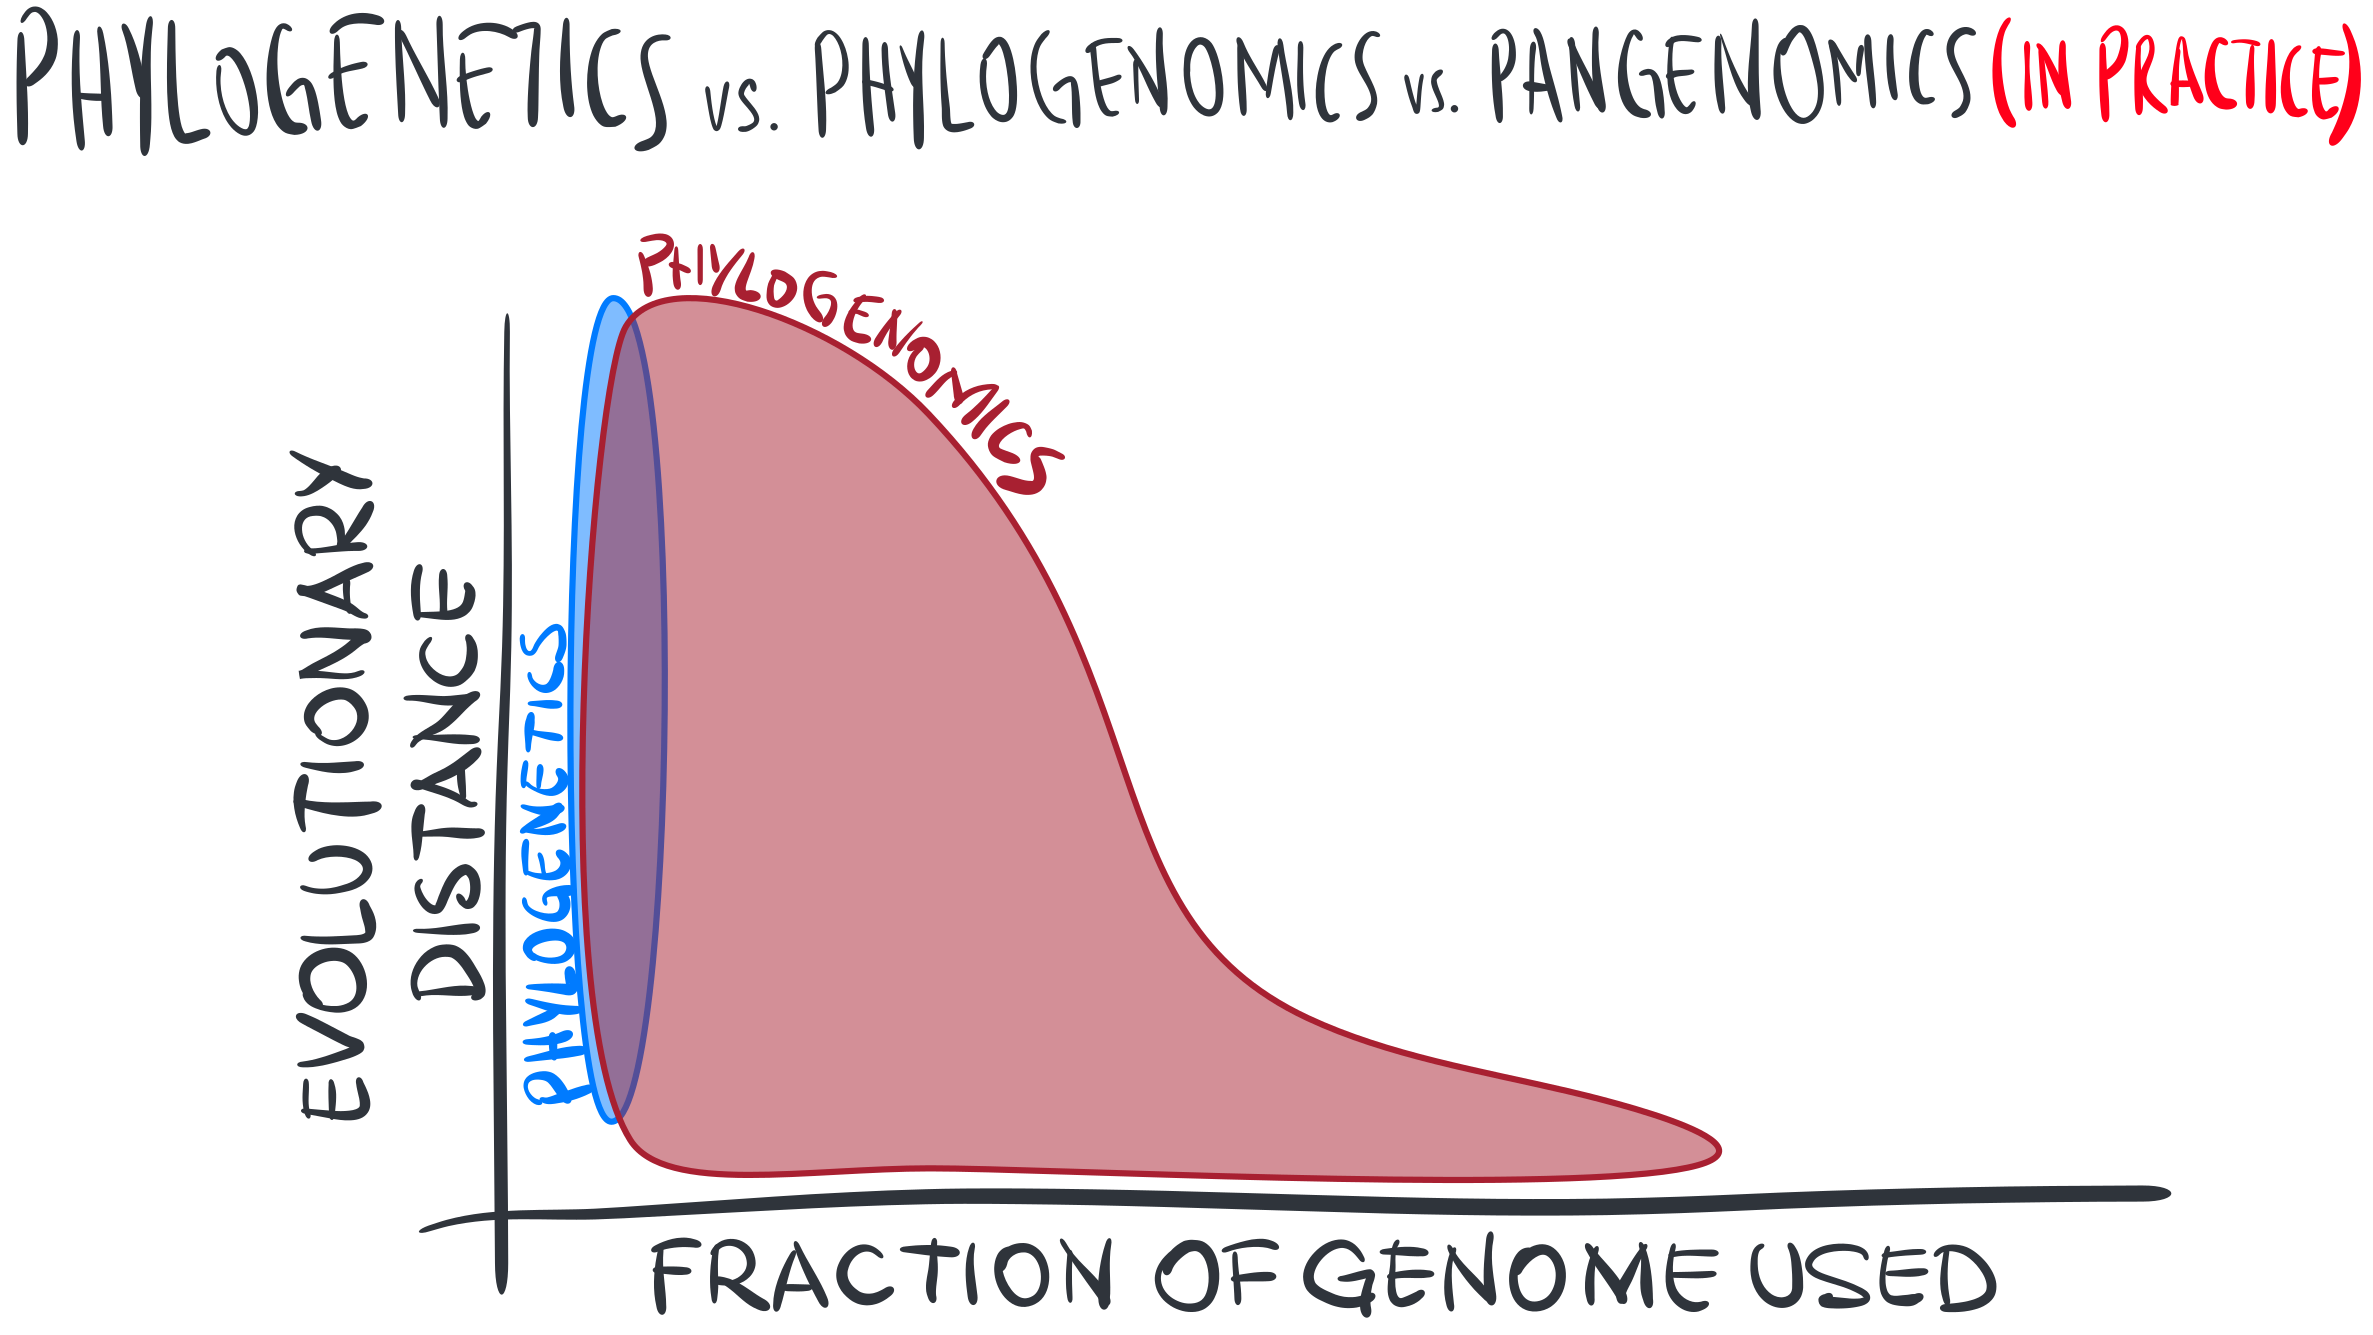 PHYLOGENETICS vs. PHYLOGENOMICS vs. PANGENOMICS (IN PRACTICE)
PHYLOGENOMICS
EVOLUTIONARY
DISTANCE
PHYLOGENETICS
FRACTION OF GENOME USED